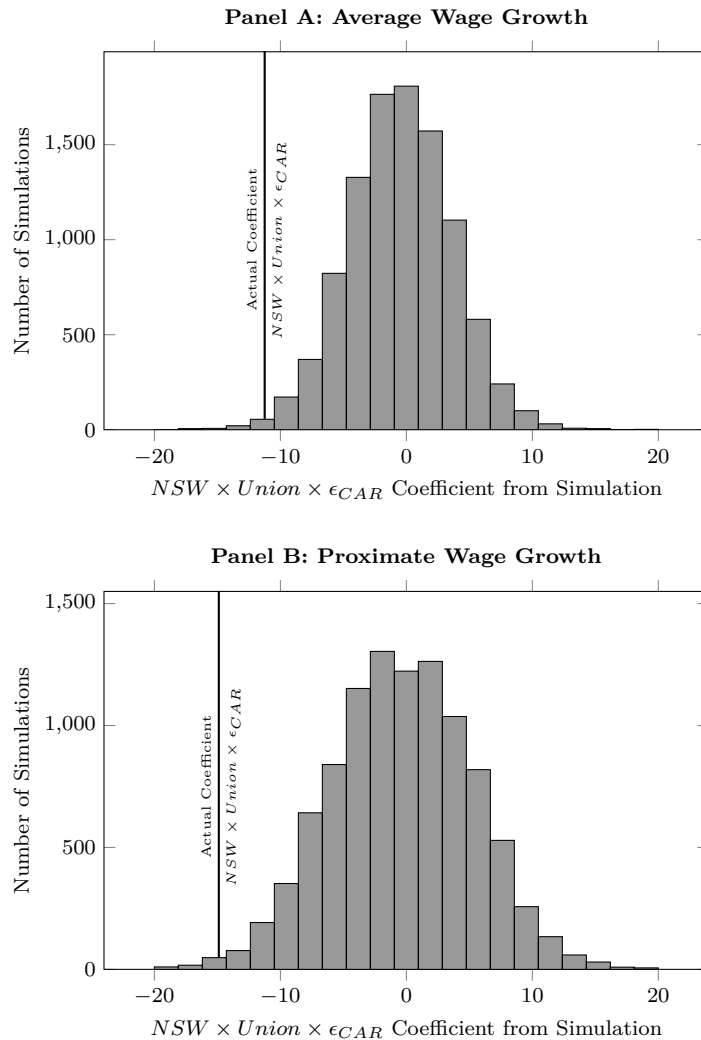 Panel A: Average Wage Growth
Number of Simulations
1,500
1,000
500
0
Actual Coefficient
NSW × Union × ϵCAR
−20 −10 0 10 20
NSW × Union × ϵCAR Coefficient from Simulation
Panel B: Proximate Wage Growth
Number of Simulations
1,500
1,000
500
0
Actual Coefficient
NSW × Union × ϵCAR
−20 −10 0 10 20
NSW × Union × ϵCAR Coefficient from Simulation